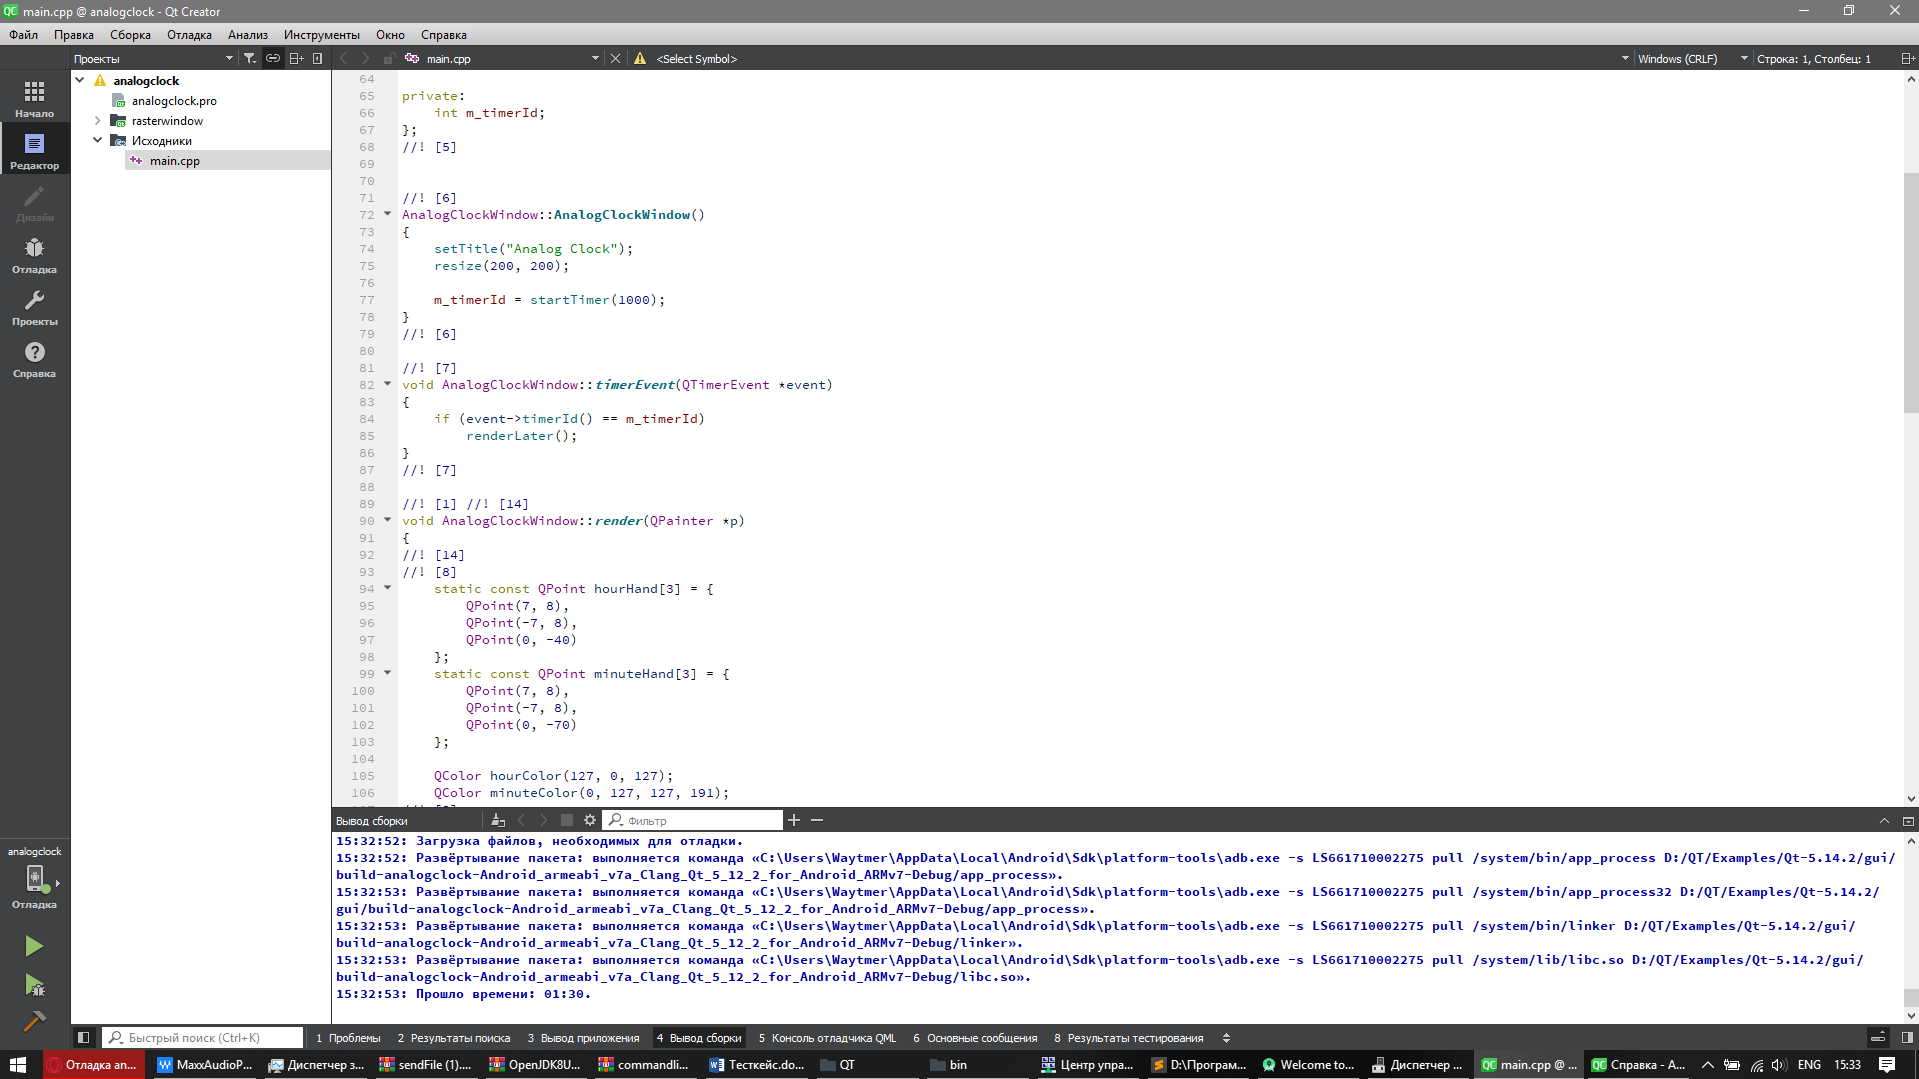 main.cpp @ analogclock - Qt Creator
Файл Правка Сборка Отладка Анализ Инструменты Окно Справка
Проекты
main.cpp
<Select Symbol>
Windows (CRLF)
Строка: 1, Столбец: 1
Начало
Редактор
Дизайн
Отладка
Проекты
Справка
analogclock
Отладка
analogclock
analogclock.pro
rasterwindow
Исходники
main.cpp
64
65 private:
66     int m_timerId;
67 };
68 //! [5]
69
70
71 //! [6]
72 AnalogClockWindow::AnalogClockWindow()
73 {
74     setTitle("Analog Clock");
75     resize(200, 200);
76
77     m_timerId = startTimer(1000);
78 }
79 //! [6]
80
81 //! [7]
82 void AnalogClockWindow::timerEvent(QTimerEvent *event)
83 {
84     if (event->timerId() == m_timerId)
85         renderLater();
86 }
87 //! [7]
88
89 //! [1] //! [14]
90 void AnalogClockWindow::render(QPainter *p)
91 {
92 //! [14]
93 //! [8]
94     static const QPoint hourHand[3] = {
95         QPoint(7, 8),
96         QPoint(-7, 8),
97         QPoint(0, -40)
98     };
99     static const QPoint minuteHand[3] = {
100         QPoint(7, 8),
101         QPoint(-7, 8),
102         QPoint(0, -70)
103     };
104
105     QColor hourColor(127, 0, 127);
106     QColor minuteColor(0, 127, 127, 191);
Вывод сборки
Фильтр
15:32:52: Загрузка файлов, необходимых для отладки.
15:32:52: Развёртывание пакета: выполняется команда «C:\Users\Waytmer\AppData\Local\Android\Sdk\platform-tools\adb.exe -s LS661710002275 pull /system/bin/app_process D:/QT/Examples/Qt-5.14.2/gui/
build-analogclock-Android_armeabi_v7a_Clang_Qt_5_12_2_for_Android_ARMv7-Debug/app_process».
15:32:53: Развёртывание пакета: выполняется команда «C:\Users\Waytmer\AppData\Local\Android\Sdk\platform-tools\adb.exe -s LS661710002275 pull /system/bin/app_process32 D:/QT/Examples/Qt-5.14.2/
gui/build-analogclock-Android_armeabi_v7a_Clang_Qt_5_12_2_for_Android_ARMv7-Debug/app_process».
15:32:53: Развёртывание пакета: выполняется команда «C:\Users\Waytmer\AppData\Local\Android\Sdk\platform-tools\adb.exe -s LS661710002275 pull /system/bin/linker D:/QT/Examples/Qt-5.14.2/gui/
build-analogclock-Android_armeabi_v7a_Clang_Qt_5_12_2_for_Android_ARMv7-Debug/linker».
15:32:53: Развёртывание пакета: выполняется команда «C:\Users\Waytmer\AppData\Local\Android\Sdk\platform-tools\adb.exe -s LS661710002275 pull /system/lib/libc.so D:/QT/Examples/Qt-5.14.2/gui/
build-analogclock-Android_armeabi_v7a_Clang_Qt_5_12_2_for_Android_ARMv7-Debug/libc.so».
15:32:53: Прошло времени: 01:30.
Быстрый поиск (Ctrl+K)
1 Проблемы 2 Результаты поиска 3 Вывод приложения 4 Вывод сборки 5 Консоль отладчика QML 6 Основные сообщения 8 Результаты тестирования
Отладка an... MaxxAudioP... Диспетчер з... sendFile (1).... OpenJDK8U... commandli... Тесткейс.do... QT bin Центр упра... D:\Програм... Welcome to... Диспетчер ... main.cpp @ ... Справка - A... ENG 15:33